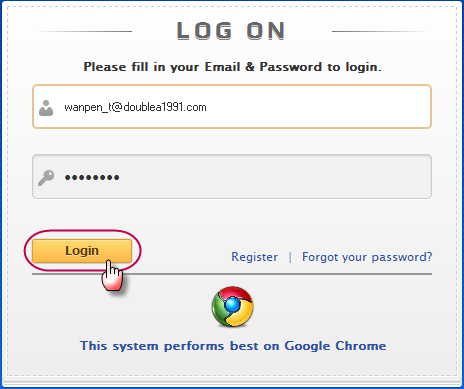 LOG ON
Please fill in your Email & Password to login.
wanpen_t@doublea1991.com
••••••••
Login
Register | Forgot your password?
This system performs best on Google Chrome